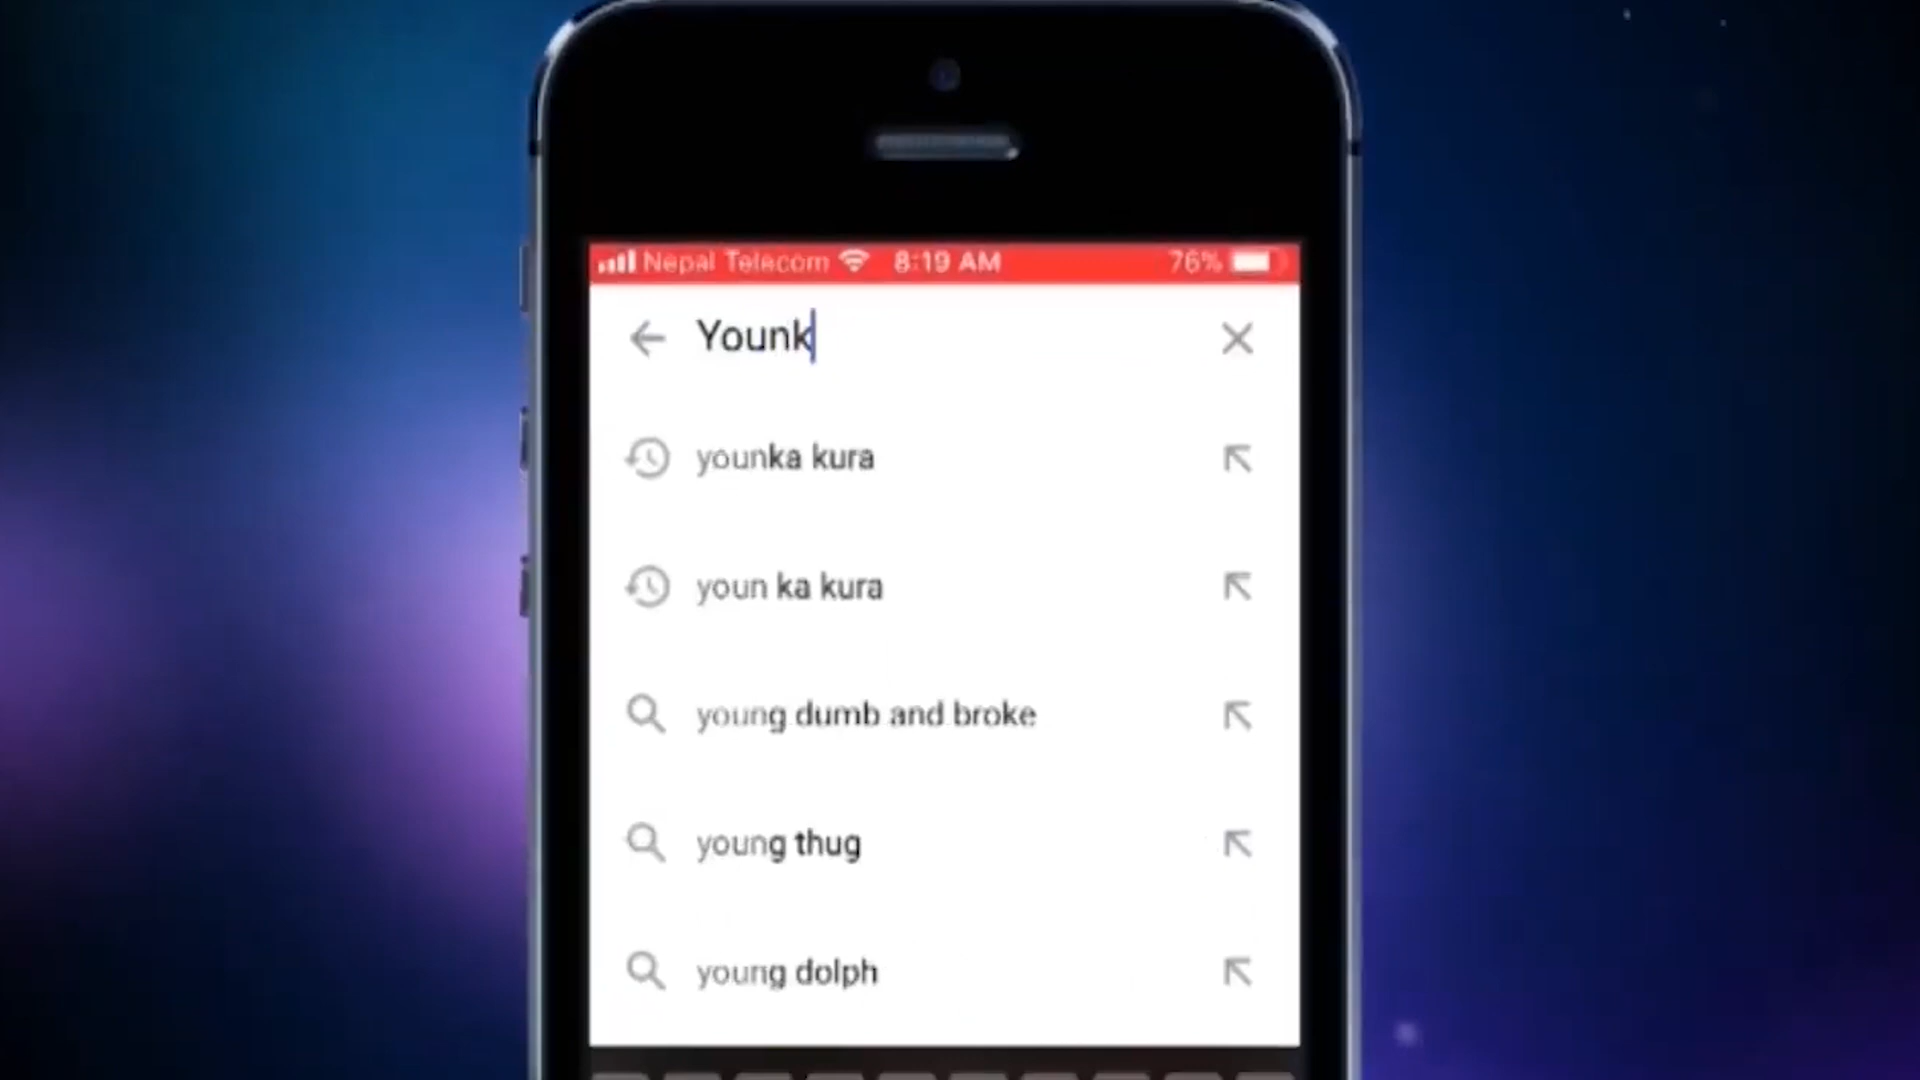 Nepal Telecom 8:19 AM 76%
Younk
younka kura
youn ka kura
young dumb and broke
young thug
young dolph